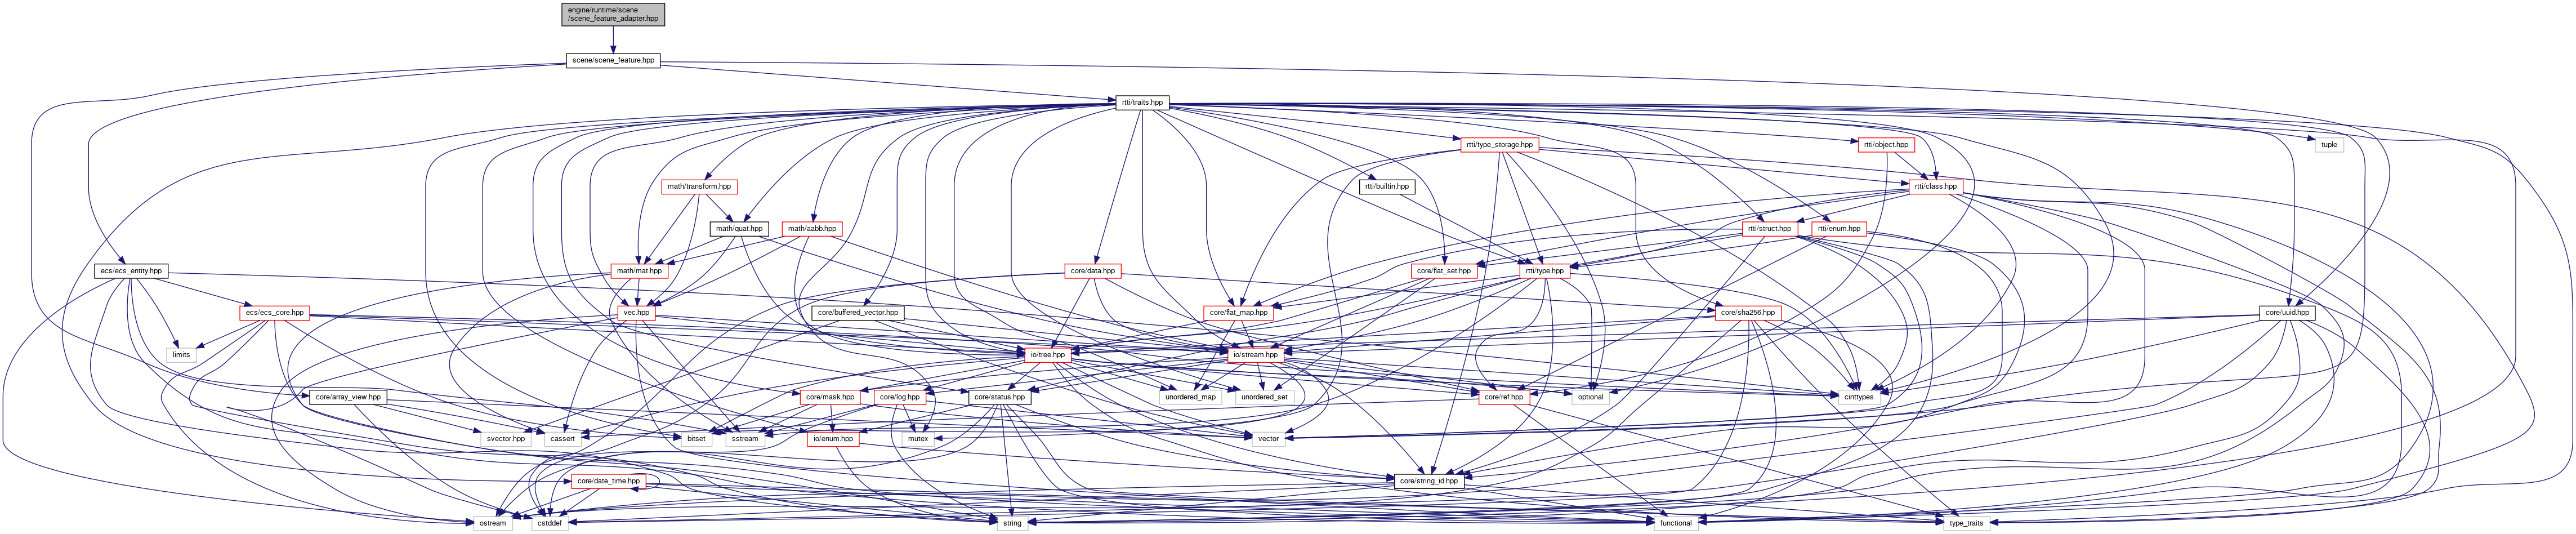 engine/runtime/scene
/scene_feature_adapter.hpp
scene/scene_feature.hpp
rtti/traits.hpp
rtti/type_storage.hpp
rtti/object.hpp
tuple
math/transform.hpp
rtti/builtin.hpp
rtti/class.hpp
math/quat.hpp
math/aabb.hpp
rtti/struct.hpp
rtti/enum.hpp
ecs/ecs_entity.hpp
math/mat.hpp
core/data.hpp
core/flat_set.hpp
rtti/type.hpp
ecs/ecs_core.hpp
vec.hpp
core/buffered_vector.hpp
core/flat_map.hpp
core/sha256.hpp
core/uuid.hpp
limits
io/tree.hpp
io/stream.hpp
core/array_view.hpp
core/mask.hpp
core/log.hpp
core/status.hpp
unordered_map
unordered_set
core/ref.hpp
optional
cinttypes
svector.hpp
cassert
bitset
sstream
io/enum.hpp
mutex
vector
core/date_time.hpp
core/string_id.hpp
ostream
cstddef
string
functional
type_traits